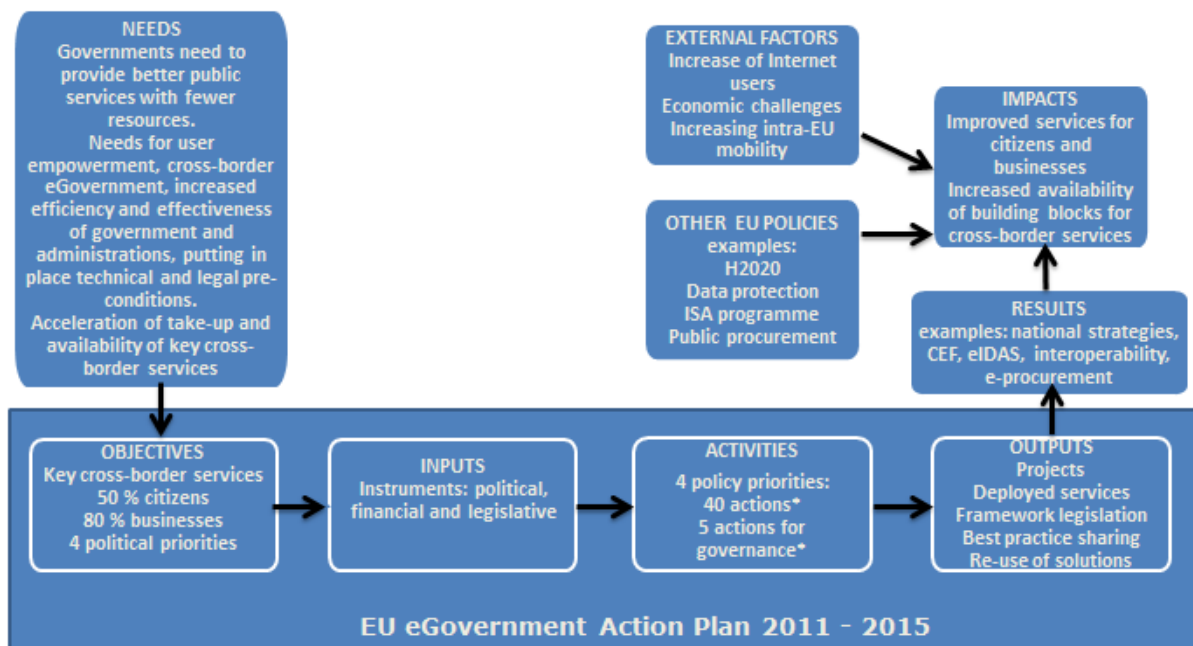 NEEDS
Governments need to
provide better public
services with fewer
resources.
Needs for user
empowerment, cross-border
eGovernment, increased
efficiency and effectiveness
of government and
administrations, putting in
place technical and legal pre-
conditions.
Acceleration of take-up and
availability of key cross-
border services
EXTERNAL FACTORS
Increase of Internet
users
Economic challenges
Increasing intra-EU
mobility
OTHER EU POLICIES
examples:
H2020
Data protection
ISA programme
Public procurement
IMPACTS
Improved services for
citizens and
businesses
Increased availability
of building blocks for
cross-border services
RESULTS
examples: national strategies,
CEF, eIDAS, interoperability,
e-procurement
OBJECTIVES
Key cross-border services
50 % citizens
80 % businesses
4 political priorities
INPUTS
Instruments: political,
financial and legislative
ACTIVITIES
4 policy priorities:
40 actions*
5 actions for
governance*
OUTPUTS
Projects
Deployed services
Framework legislation
Best practice sharing
Re-use of solutions
EU eGovernment Action Plan 2011 - 2015